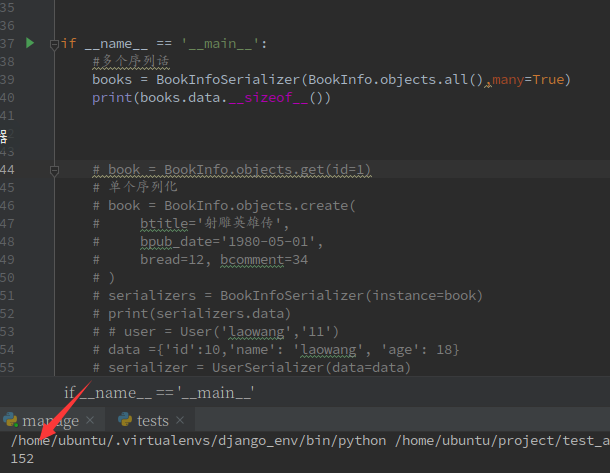 35
36
37 if __name__ == '__main__':
38 #多个序列话
39 books = BookInfoSerializer(BookInfo.objects.all(),many=True)
40 print(books.data.__sizeof__())
41
43
44 # book = BookInfo.objects.get(id=1)
45 # 单个序列化
46 # book = BookInfo.objects.create(
47 # btitle='射雕英雄传',
48 # bpub_date='1980-05-01',
49 # bread=12, bcomment=34
50 # )
51 # serializers = BookInfoSerializer(instance=book)
52 # print(serializers.data)
53 # # user = User('laowang','11')
54 # data ={'id':10,'name': 'laowang', 'age': 18}
55 # serializer = UserSerializer(data=data)
if __name__ == '__main__'
manage × tests ×
/home/ubuntu/.virtualenvs/django_env/bin/python /home/ubuntu/project/test_a
152